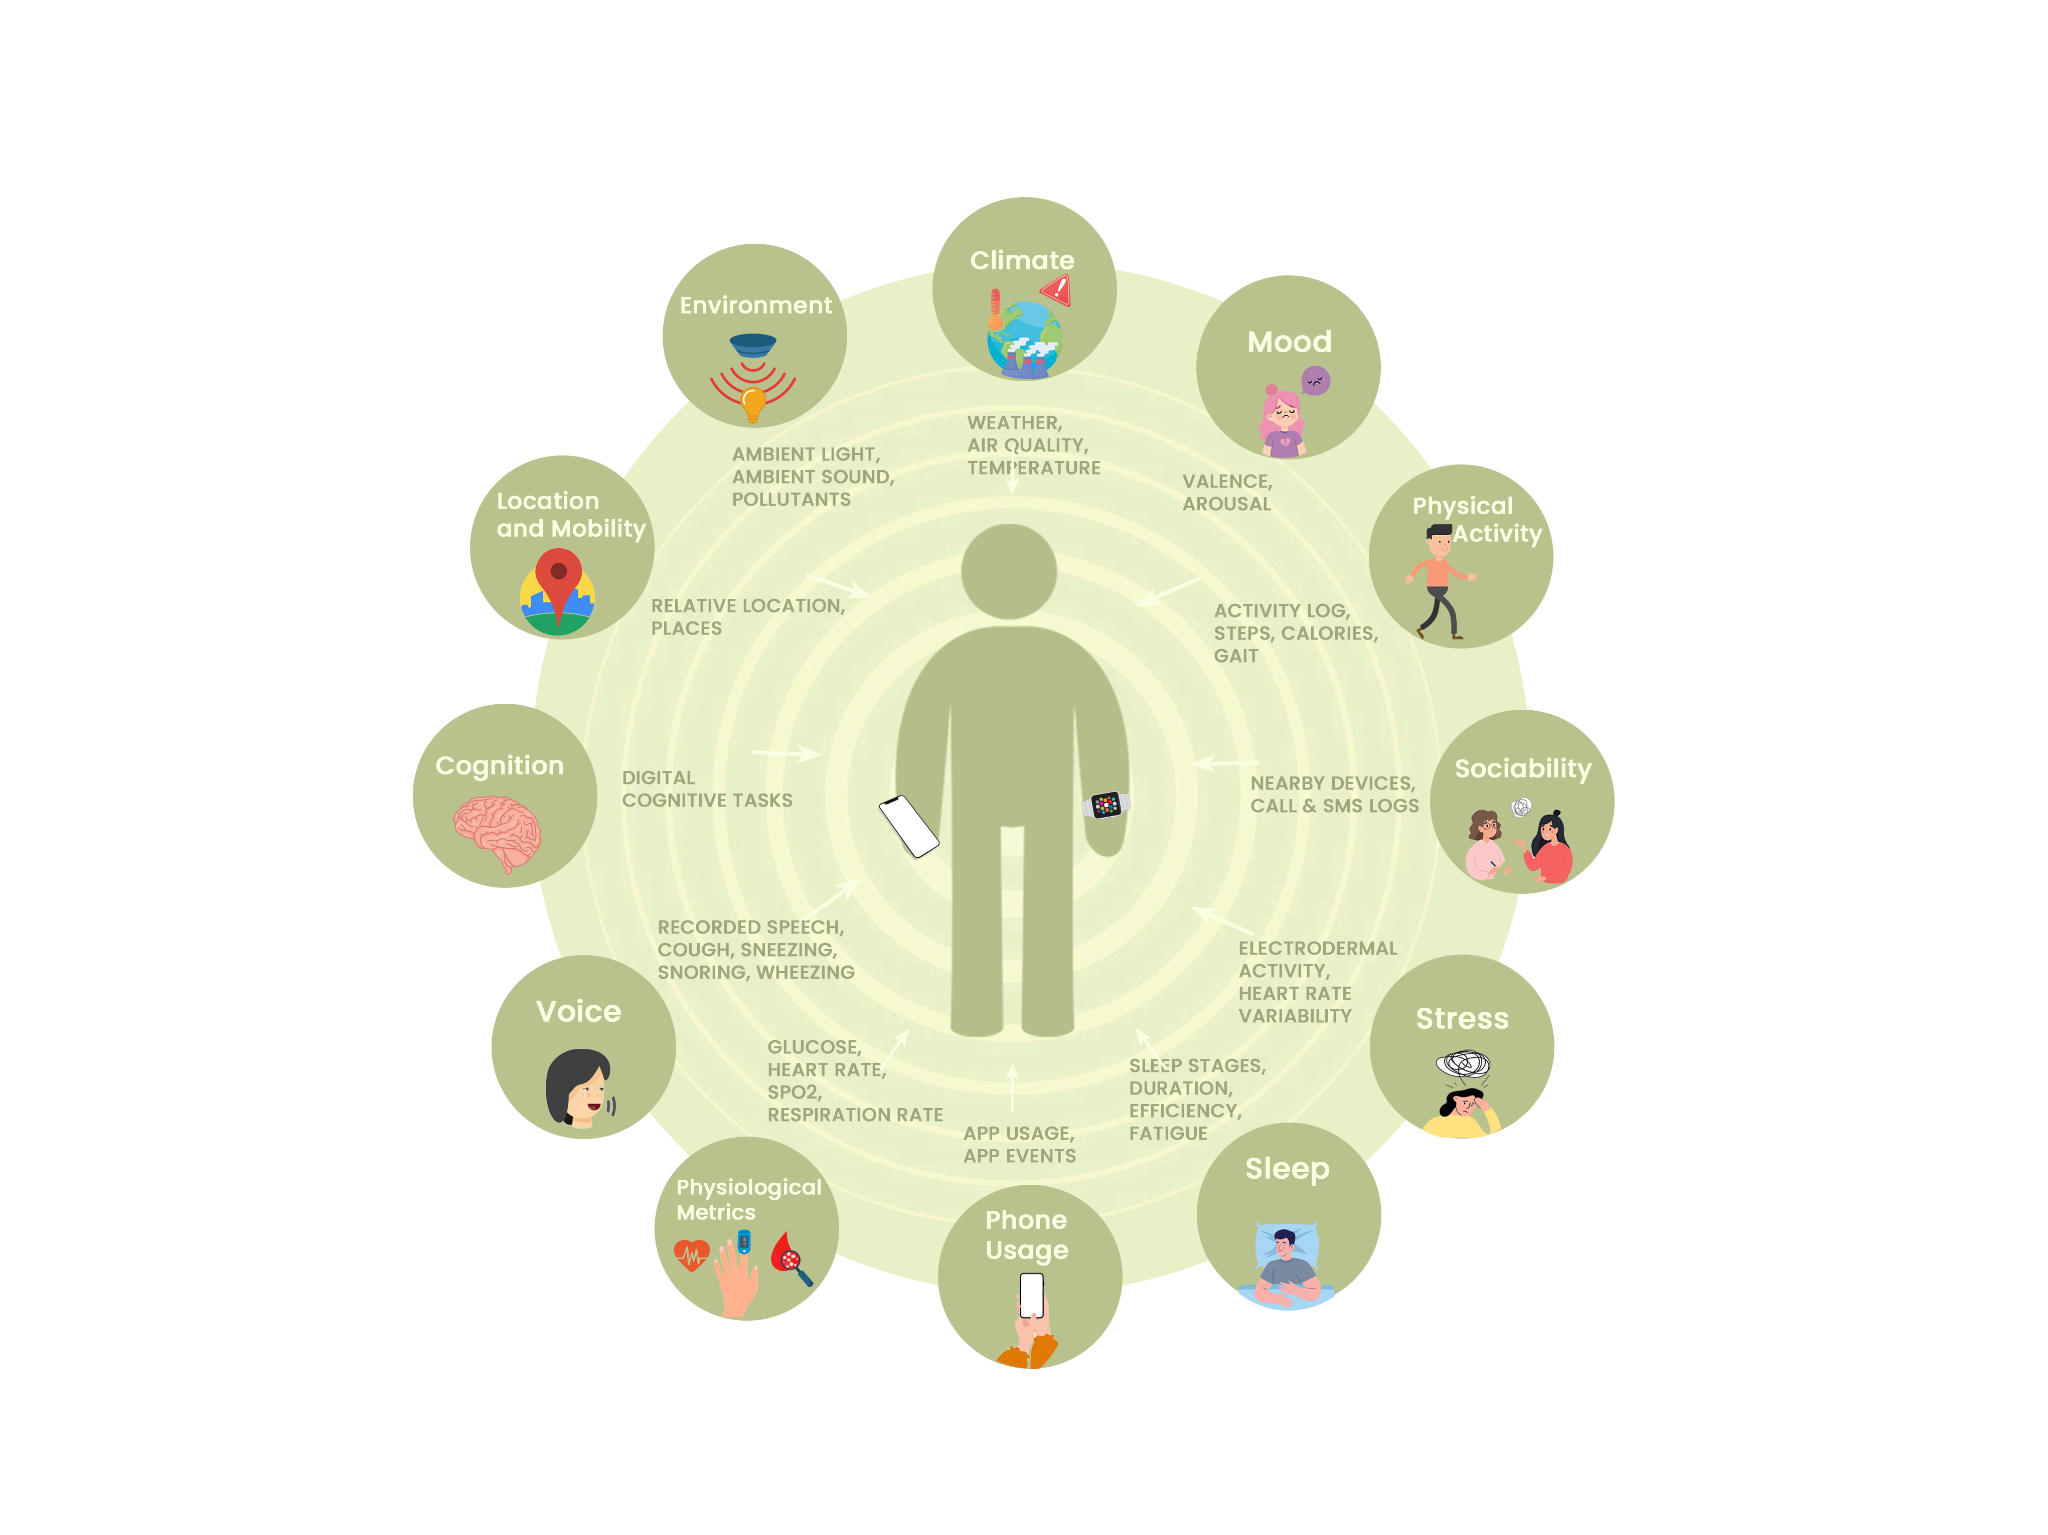 Climate
WEATHER,
AIR QUALITY,
TEMPERATURE
Mood
VALENCE,
AROUSAL
Physical
Activity
ACTIVITY LOG,
STEPS, CALORIES,
GAIT
Sociability
NEARBY DEVICES,
CALL & SMS LOGS
Stress
ELECTRODERMAL
ACTIVITY,
HEART RATE
VARIABILITY
Sleep
SLEEP STAGES,
DURATION,
EFFICIENCY,
FATIGUE
Phone
Usage
APP USAGE,
APP EVENTS
Physiological
Metrics
GLUCOSE,
HEART RATE,
SPO2,
RESPIRATION RATE
Voice
RECORDED SPEECH,
COUGH, SNEEZING,
SNORING, WHEEZING
Cognition
DIGITAL
COGNITIVE TASKS
Location
and Mobility
RELATIVE LOCATION,
PLACES
Environment
AMBIENT LIGHT,
AMBIENT SOUND,
POLLUTANTS